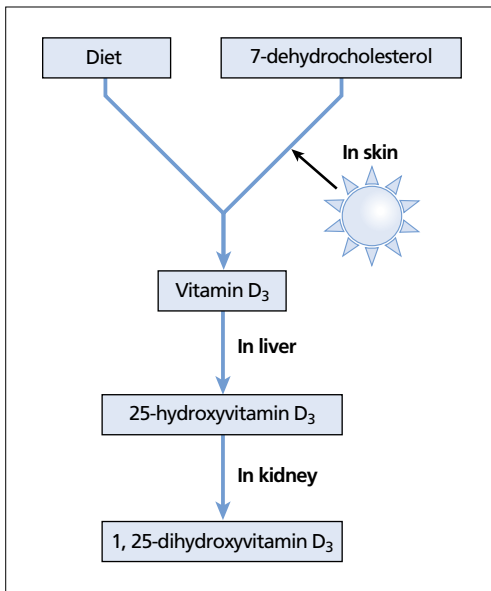 Diet
7-dehydrocholesterol
In skin
Vitamin D₃
In liver
25-hydroxyvitamin D₃
In kidney
1, 25-dihydroxyvitamin D₃